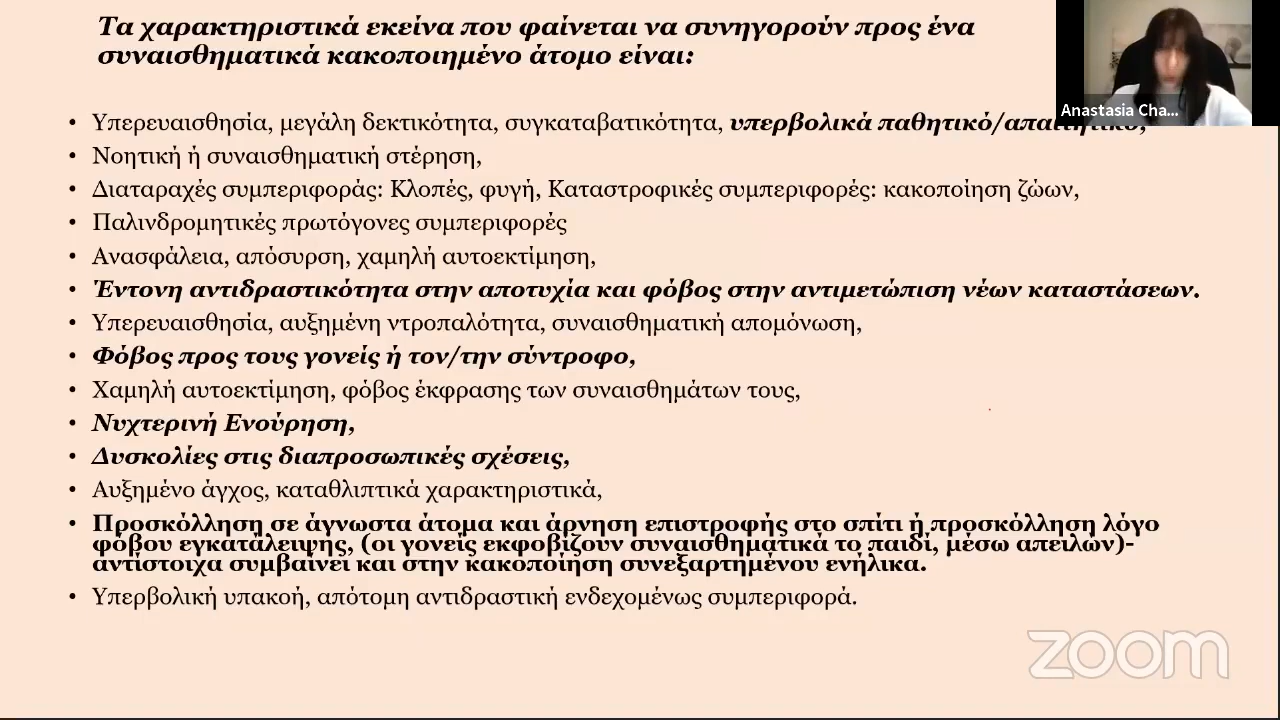 Τα χαρακτηριστικά εκείνα που φαίνεται να συνηγορούν προς ένα
συναισθηματικά κακοποιημένο άτομο είναι:
• Υπερευαισθησία, μεγάλη δεκτικότητα, συγκαταβατικότητα, υπερβολικά παθητικό/απαιτητικό,
• Νοητική ή συναισθηματική στέρηση,
• Διαταραχές συμπεριφοράς: Κλοπές, φυγή, Καταστροφικές συμπεριφορές: κακοποίηση ζώων,
• Παλινδρομητικές πρωτόγονες συμπεριφορές
• Ανασφάλεια, απόσυρση, χαμηλή αυτοεκτίμηση,
• Έντονη αντιδραστικότητα στην αποτυχία και φόβος στην αντιμετώπιση νέων καταστάσεων.
• Υπερευαισθησία, αυξημένη ντροπαλότητα, συναισθηματική απομόνωση,
• Φόβος προς τους γονείς ή τον/την σύντροφο,
• Χαμηλή αυτοεκτίμηση, φόβος έκφρασης των συναισθημάτων τους,
• Νυχτερινή Ενούρηση,
• Δυσκολίες στις διαπροσωπικές σχέσεις,
• Αυξημένο άγχος, καταθλιπτικά χαρακτηριστικά,
• Προσκόλληση σε άγνωστα άτομα και άρνηση επιστροφής στο σπίτι ή προσκόλληση λόγο
φόβου εγκατάλειψης, (οι γονείς εκφοβίζουν συναισθηματικά το παιδί, μέσω απειλών)-
αντίστοιχα συμβαίνει και στην κακοποίηση συνεξαρτημένου ενήλικα.
• Υπερβολική υπακοή, απότομη αντιδραστική ενδεχομένως συμπεριφορά.
Anastasia Cha...
zoom